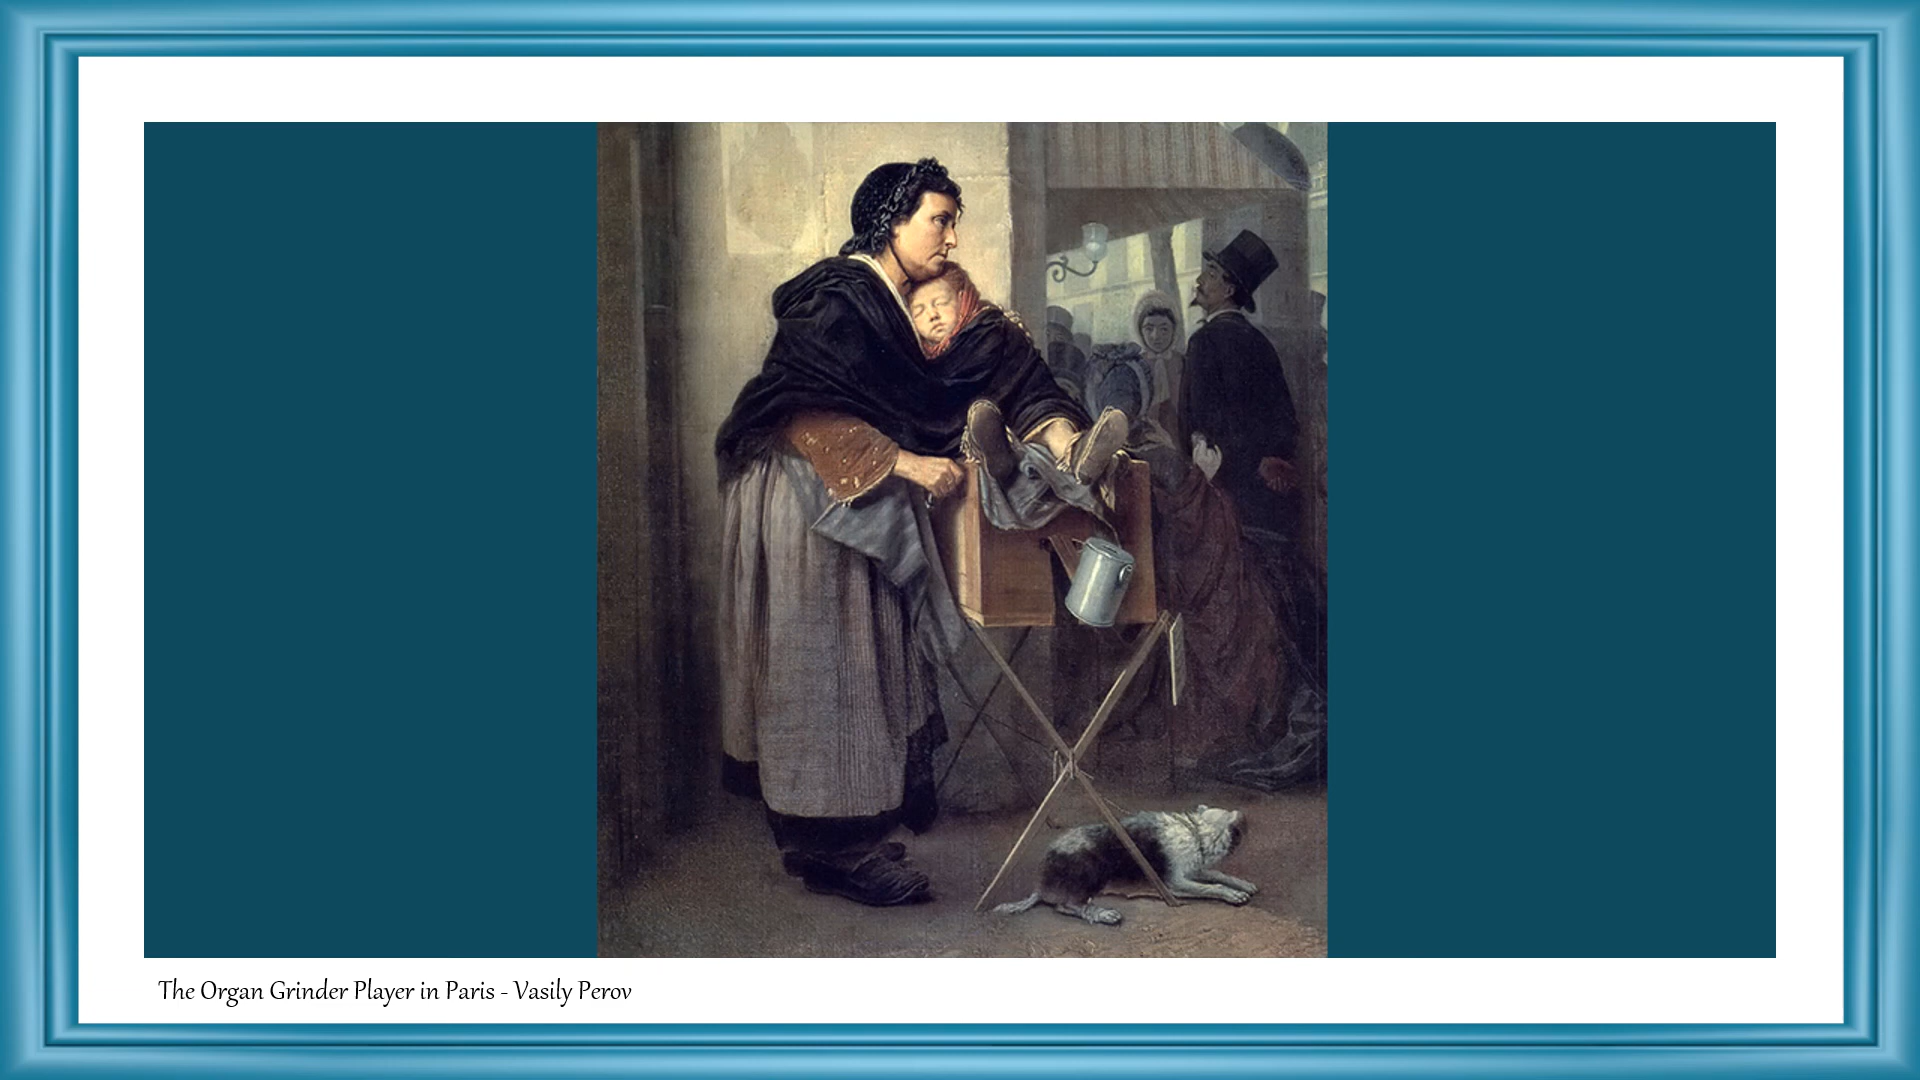 The Organ Grinder Player in Paris - Vasily Perov